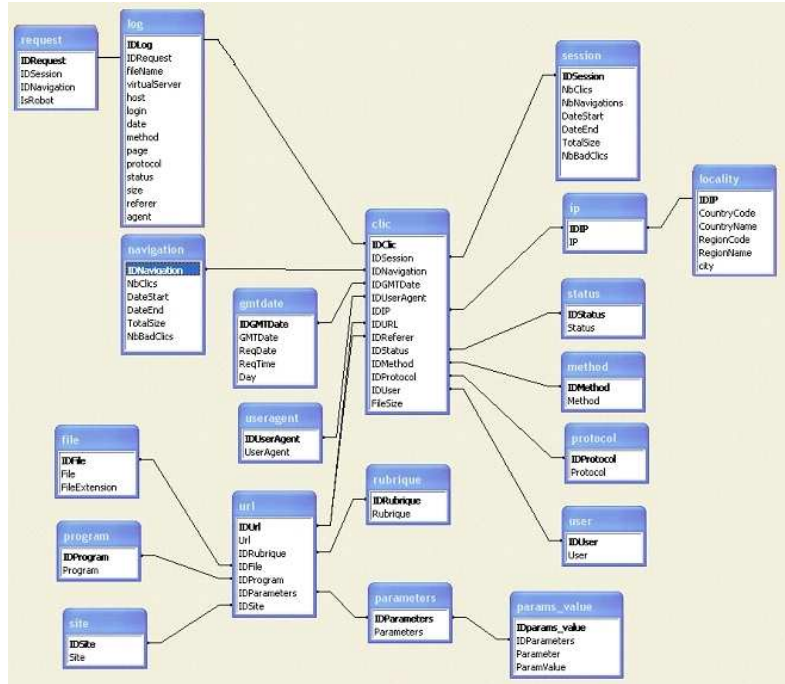 request
IDRequest
IDSession
IDNavigation
IsRobot
log
IDLog
IDRequest
fileName
virtualServer
host
login
date
method
page
protocol
status
size
referer
agent
session
IDSession
NbClics
NbNavigations
DateStart
DateEnd
TotalSize
NbBadClics
locality
IDIP
CountryCode
CountryName
RegionCode
RegionName
city
ip
IDIP
IP
clic
IDClic
IDSession
IDNavigation
IDGMTDate
IDUserAgent
IDIP
IDURL
IDReferer
IDStatus
IDMethod
IDProtocol
IDUser
FileSize
navigation
IDNavigation
NbClics
DateStart
DateEnd
TotalSize
NbBadClics
gmtdate
IDGMTDate
GMTDate
ReqDate
ReqTime
Day
status
IDStatus
Status
method
IDMethod
Method
useragent
IDUserAgent
UserAgent
protocol
IDProtocol
Protocol
file
IDFile
File
FileExtension
rubrique
IDRubrique
Rubrique
url
IDUrl
Url
IDRubrique
IDFile
IDProgram
IDParameters
IDSite
user
IDUser
User
program
IDProgram
Program
site
IDSite
Site
parameters
IDParameters
Parameters
params_value
IDparams_value
IDParameters
Parameter
ParamValue